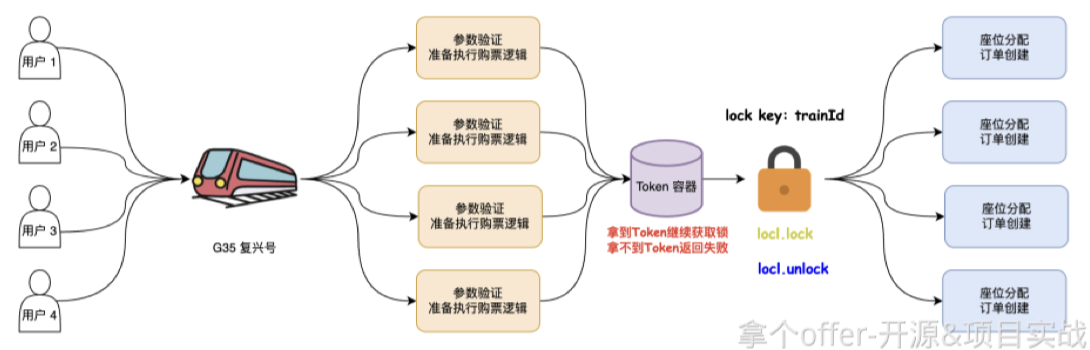 用户 1
用户 2
用户 3
用户 4
G35 复兴号
参数验证
准备执行购票逻辑
参数验证
准备执行购票逻辑
参数验证
准备执行购票逻辑
参数验证
准备执行购票逻辑
Token 容器
拿到Token继续获取锁
拿不到Token返回失败
lock key: trainId
locl.lock
locl.unlock
座位分配
订单创建
座位分配
订单创建
座位分配
订单创建
座位分配
订单创建
拿个offer-开源&项目实战